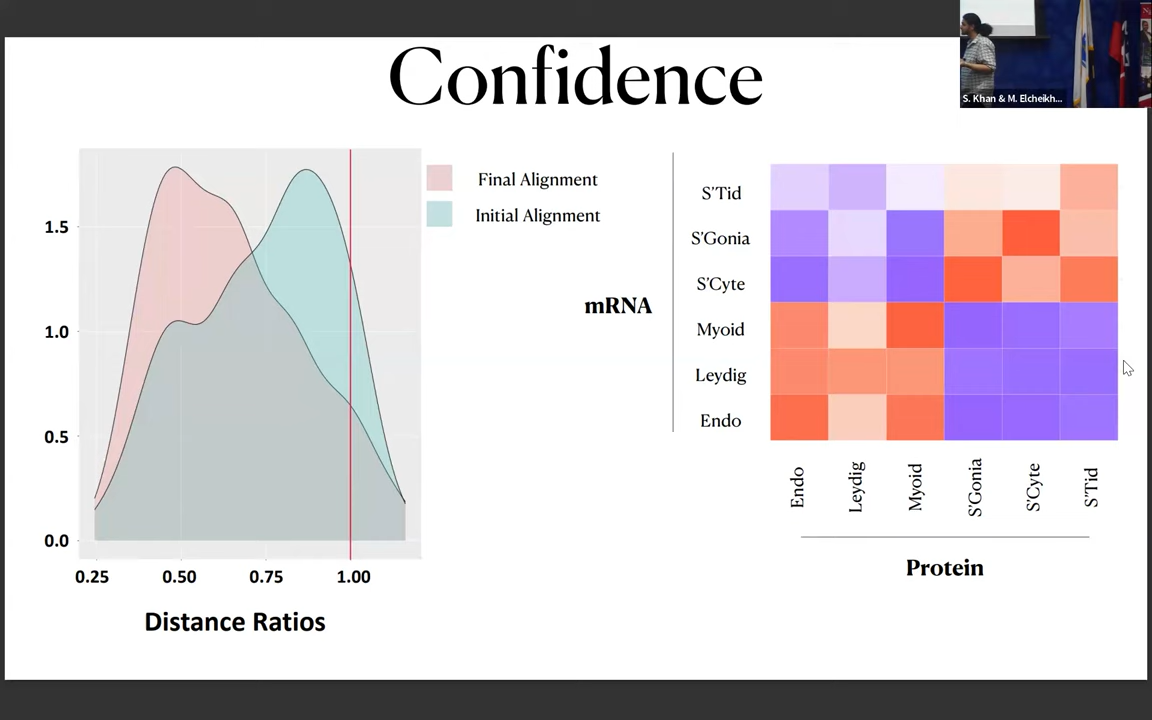 Confidence
S. Khan & M. Elcheikh...
Final Alignment
Initial Alignment
1.5
1.0
0.5
0.0
0.25 0.50 0.75 1.00
Distance Ratios
mRNA
S'Tid
S'Gonia
S'Cyte
Myoid
Leydig
Endo
Endo Leydig Myoid S'Gonia S'Cyte S'Tid
Protein